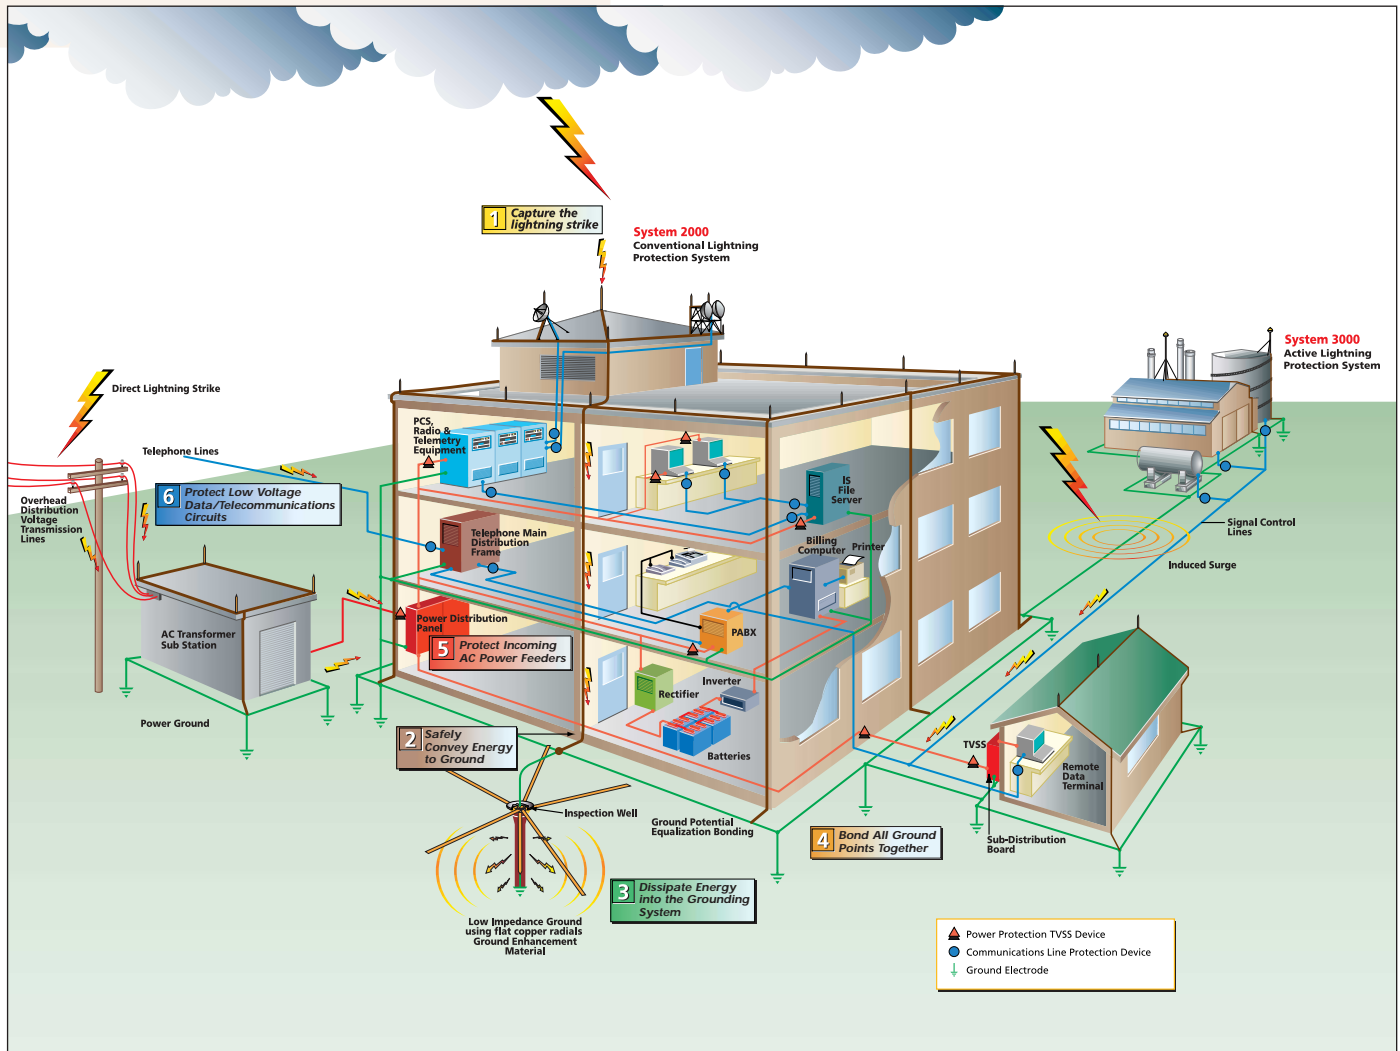 1 Capture the
lightning strike
System 2000
Conventional Lightning
Protection System
System 3000
Active Lightning
Protection System
Direct Lightning Strike
Telephone Lines
PCS,
Radio &
Telemetry
Equipment
6 Protect Low Voltage
Data/Telecommunications
Circuits
Overhead
Distribution
Voltage
Transmission
Lines
IS
File
Server
Telephone Main
Distribution
Frame
Billing
Computer
Printer
Signal Control
Lines
Induced Surge
AC Transformer
Sub Station
Power Distribution
Panel
PABX
5 Protect Incoming
AC Power Feeders
Rectifier
Inverter
Power Ground
2 Safely
Convey Energy
to Ground
Batteries
TVSS
Remote
Data
Terminal
Inspection Well
Ground Potential
Equalization Bonding
4 Bond All Ground
Points Together
Sub-Distribution
Board
3 Dissipate Energy
into the Grounding
System
Low Impedance Ground
using flat copper radials
Ground Enhancement
Material
Power Protection TVSS Device
Communications Line Protection Device
Ground Electrode